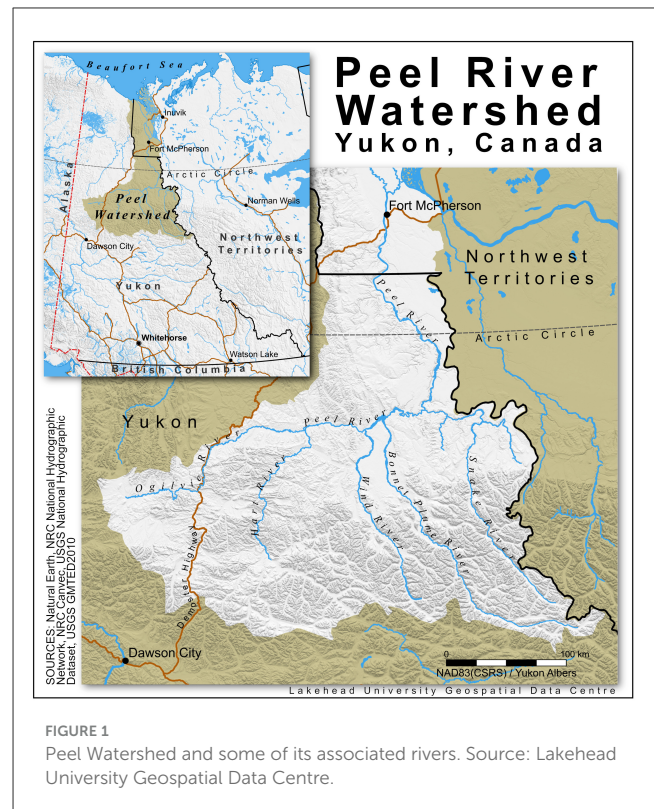 Peel River
Watershed
Yukon, Canada
Beaufort Sea
Inuvik
Fort McPherson
Arctic Circle
Alaska
Peel
Watershed
Norman Wells
Dawson City
Northwest
Territories
Yukon
Whitehorse
Watson Lake
British Columbia
Fort McPherson
Northwest
Territories
Peel River
Arctic Circle
Yukon
Peel River
Ogilvie River
Hart River
Wind River
Bonnet Plume River
Snake River
Dempster Highway
Dawson City
0 100 km
NAD83(CSRS) / Yukon Albers
SOURCES: Natural Earth, NRC National Hydrographic
Network, NRC Canvec, USGS National Hydrographic
Dataset, USGS GMTED2010
Lakehead University Geospatial Data Centre
FIGURE 1
Peel Watershed and some of its associated rivers. Source: Lakehead
University Geospatial Data Centre.